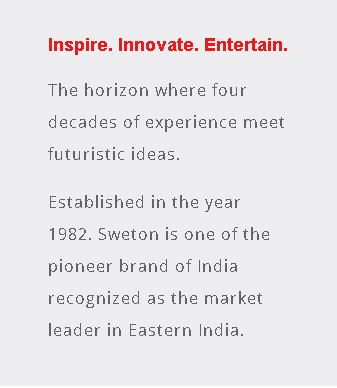 Inspire. Innovate. Entertain.
The horizon where four
decades of experience meet
futuristic ideas.
Established in the year
1982. Sweton is one of the
pioneer brand of India
recognized as the market
leader in Eastern India.